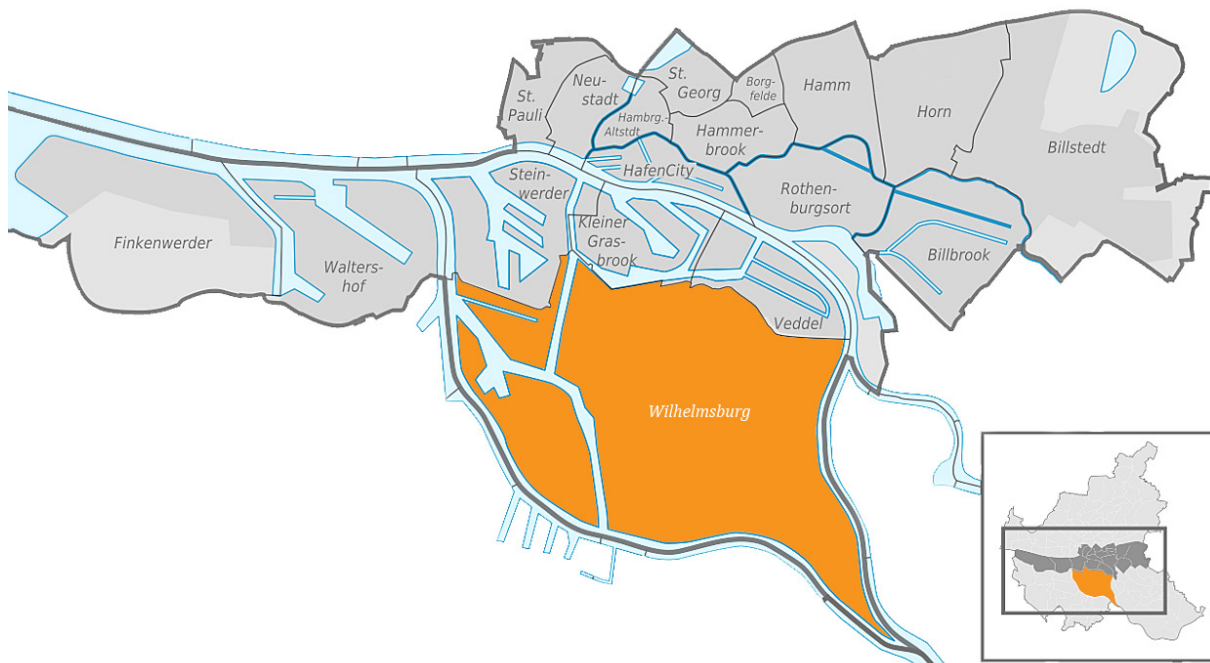 St.
Pauli
Neu-
stadt
St.
Georg
Borg-
felde
Hamm
Horn
Billstedt
Hambrg.-
Altstdt
Hammer-
brook
HafenCity
Stein-
werder
Rothen-
burgsort
Kleiner
Gras-
brook
Billbrook
Finkenwerder
Walters-
hof
Veddel
Wilhelmsburg